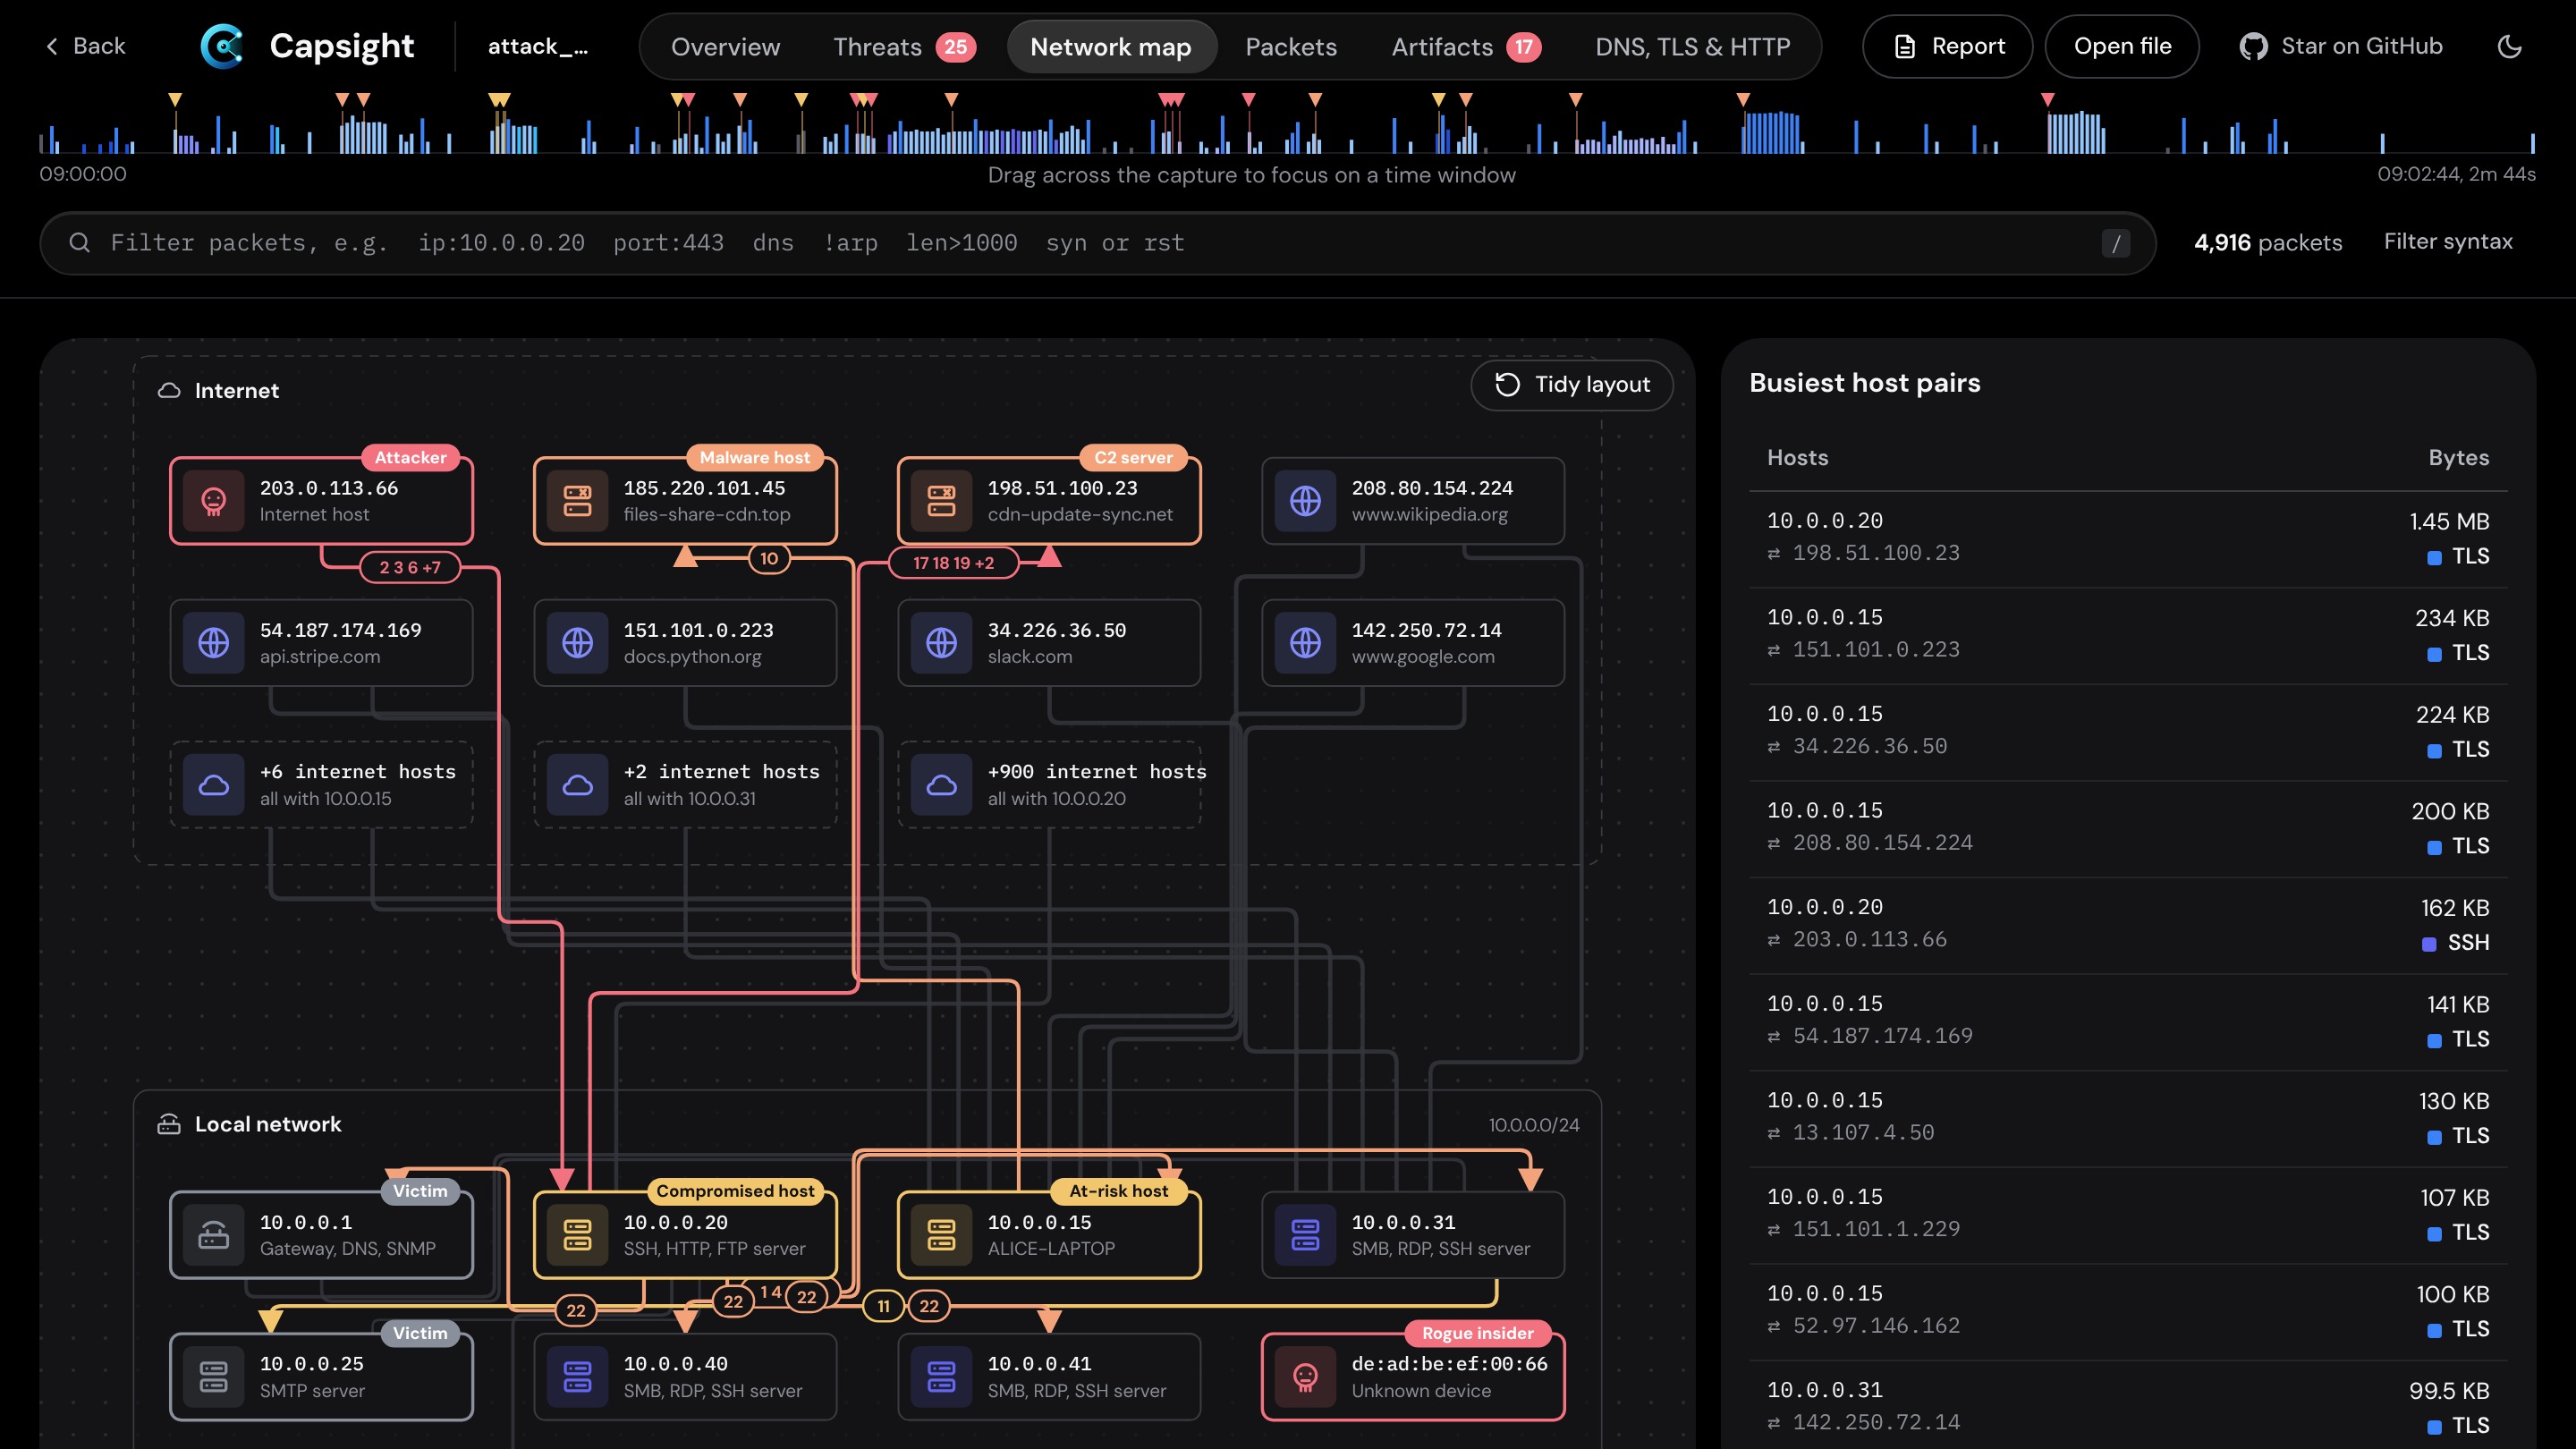 Back
Capsight
attack_...
Overview
Threats 25
Network map
Packets
Artifacts 17
DNS, TLS & HTTP
Report
Open file
Star on GitHub
09:00:00
Drag across the capture to focus on a time window
09:02:44, 2m 44s
Filter packets, e.g. ip:10.0.0.20 port:443 dns !arp len>1000 syn or rst
/
4,916 packets
Filter syntax
Internet
Tidy layout
Attacker
203.0.113.66
Internet host
Malware host
185.220.101.45
files-share-cdn.top
C2 server
198.51.100.23
cdn-update-sync.net
208.80.154.224
www.wikipedia.org
2 3 6 +7
10
17 18 19 +2
54.187.174.169
api.stripe.com
151.101.0.223
docs.python.org
34.226.36.50
slack.com
142.250.72.14
www.google.com
+6 internet hosts
all with 10.0.0.15
+2 internet hosts
all with 10.0.0.31
+900 internet hosts
all with 10.0.0.20
Local network
10.0.0.0/24
Victim
10.0.0.1
Gateway, DNS, SNMP
Compromised host
10.0.0.20
SSH, HTTP, FTP server
At-risk host
10.0.0.15
ALICE-LAPTOP
10.0.0.31
SMB, RDP, SSH server
22
22
1 4
22
11
22
Victim
10.0.0.25
SMTP server
10.0.0.40
SMB, RDP, SSH server
10.0.0.41
SMB, RDP, SSH server
Rogue insider
de:ad:be:ef:00:66
Unknown device
Busiest host pairs
Hosts
Bytes
10.0.0.20
1.45 MB
⇄ 198.51.100.23
TLS
10.0.0.15
234 KB
⇄ 151.101.0.223
TLS
10.0.0.15
224 KB
⇄ 34.226.36.50
TLS
10.0.0.15
200 KB
⇄ 208.80.154.224
TLS
10.0.0.20
162 KB
⇄ 203.0.113.66
SSH
10.0.0.15
141 KB
⇄ 54.187.174.169
TLS
10.0.0.15
130 KB
⇄ 13.107.4.50
TLS
10.0.0.15
107 KB
⇄ 151.101.1.229
TLS
10.0.0.15
100 KB
⇄ 52.97.146.162
TLS
10.0.0.31
99.5 KB
⇄ 142.250.72.14
TLS